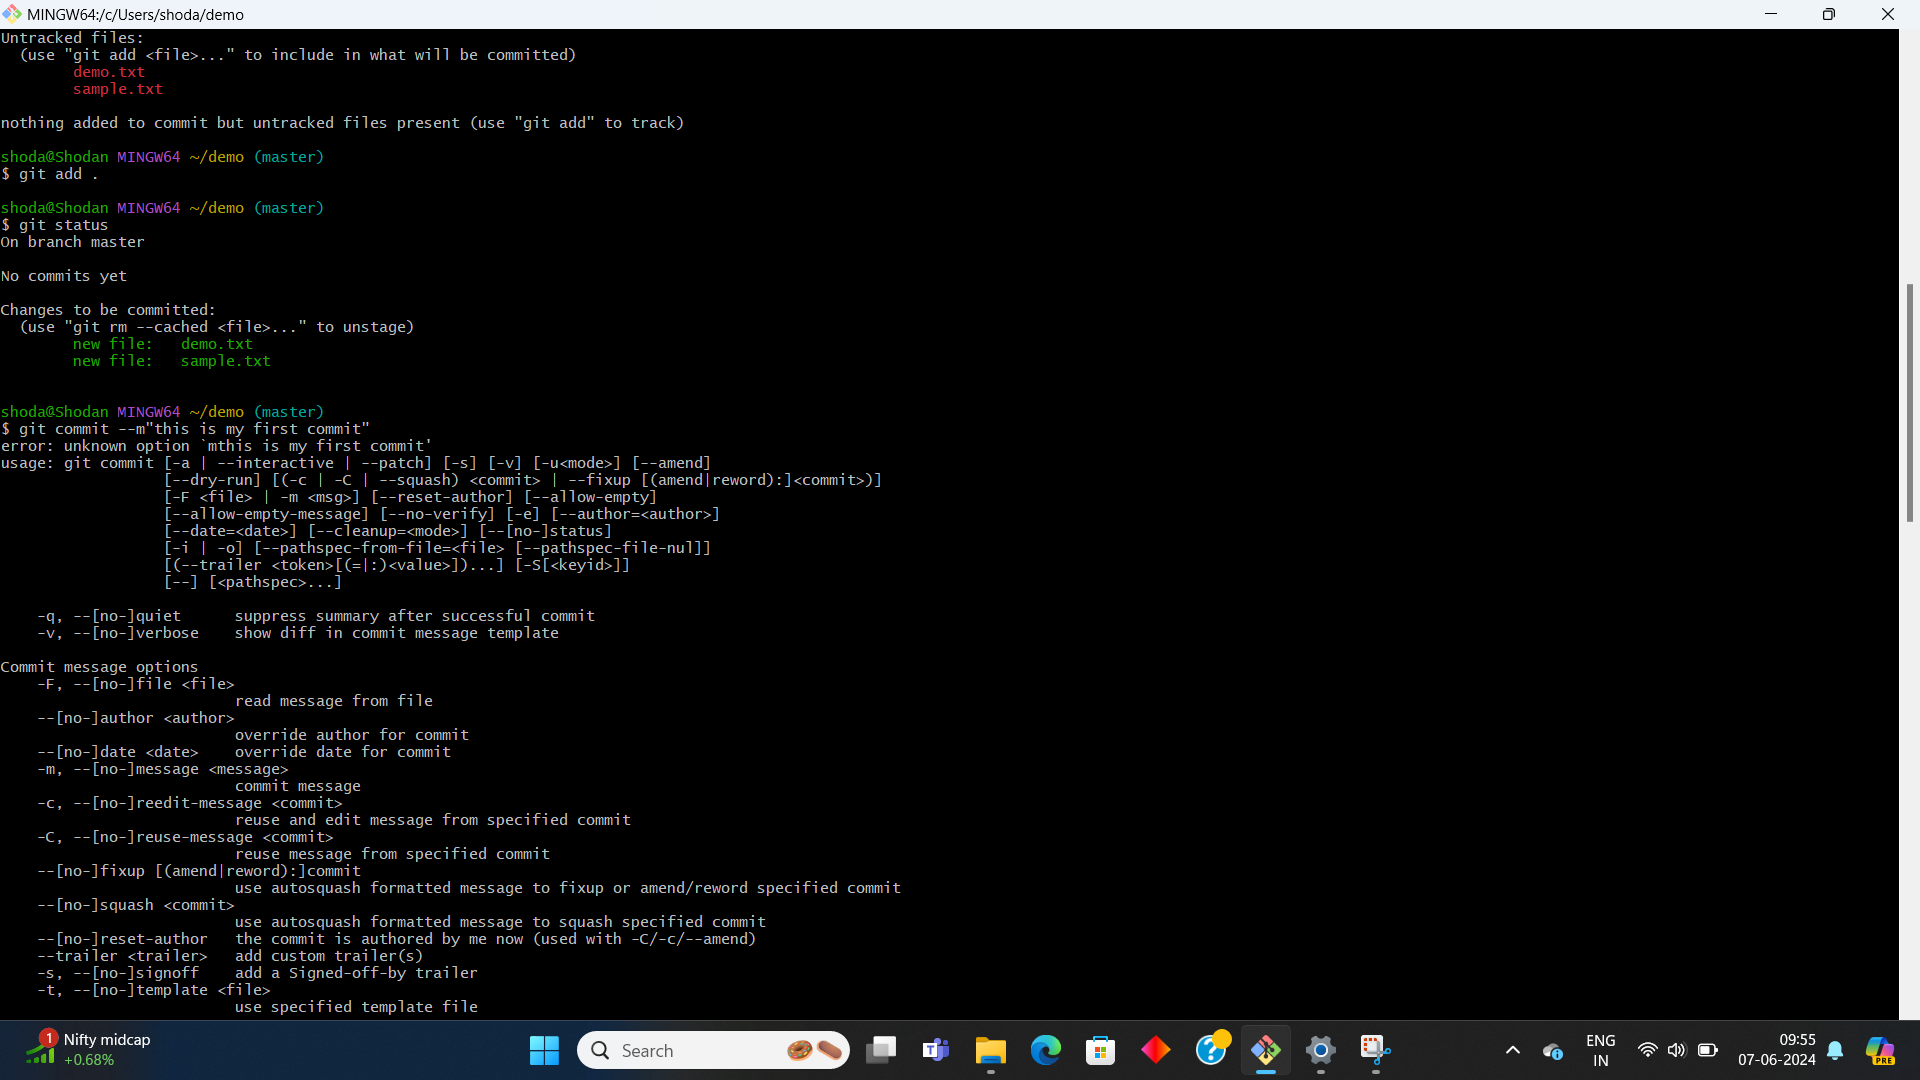 MINGW64:/c/Users/shoda/demo
Untracked files:
  (use "git add <file>..." to include in what will be committed)
        demo.txt
        sample.txt

nothing added to commit but untracked files present (use "git add" to track)

shoda@Shodan MINGW64 ~/demo (master)
$ git add .

shoda@Shodan MINGW64 ~/demo (master)
$ git status
On branch master

No commits yet

Changes to be committed:
  (use "git rm --cached <file>..." to unstage)
        new file:   demo.txt
        new file:   sample.txt


shoda@Shodan MINGW64 ~/demo (master)
$ git commit --m"this is my first commit"
error: unknown option `mthis is my first commit'
usage: git commit [-a | --interactive | --patch] [-s] [-v] [-u<mode>] [--amend]
                  [--dry-run] [(-c | -C | --squash) <commit> | --fixup [(amend|reword):]<commit>)]
                  [-F <file> | -m <msg>] [--reset-author] [--allow-empty]
                  [--allow-empty-message] [--no-verify] [-e] [--author=<author>]
                  [--date=<date>] [--cleanup=<mode>] [--[no-]status]
                  [-i | -o] [--pathspec-from-file=<file> [--pathspec-file-nul]]
                  [(--trailer <token>[(=|:)<value>])...] [-S[<keyid>]]
                  [--] [<pathspec>...]

    -q, --[no-]quiet      suppress summary after successful commit
    -v, --[no-]verbose    show diff in commit message template

Commit message options
    -F, --[no-]file <file>
                          read message from file
    --[no-]author <author>
                          override author for commit
    --[no-]date <date>    override date for commit
    -m, --[no-]message <message>
                          commit message
    -c, --[no-]reedit-message <commit>
                          reuse and edit message from specified commit
    -C, --[no-]reuse-message <commit>
                          reuse message from specified commit
    --[no-]fixup [(amend|reword):]commit
                          use autosquash formatted message to fixup or amend/reword specified commit
    --[no-]squash <commit>
                          use autosquash formatted message to squash specified commit
    --[no-]reset-author   the commit is authored by me now (used with -C/-c/--amend)
    --trailer <trailer>   add custom trailer(s)
    -s, --[no-]signoff    add a Signed-off-by trailer
    -t, --[no-]template <file>
                          use specified template file
1
Nifty midcap
+0.68%
Search
T
?
ENG
IN
09:55
07-06-2024
PRE